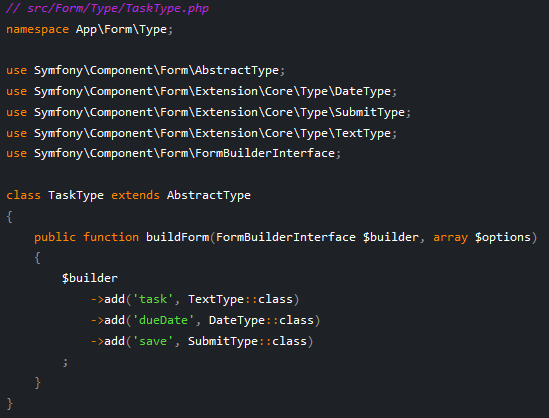 // src/Form/Type/TaskType.php
namespace App\Form\Type;
use Symfony\Component\Form\AbstractType;
use Symfony\Component\Form\Extension\Core\Type\DateType;
use Symfony\Component\Form\Extension\Core\Type\SubmitType;
use Symfony\Component\Form\Extension\Core\Type\TextType;
use Symfony\Component\Form\FormBuilderInterface;
class TaskType extends AbstractType
{
    public function buildForm(FormBuilderInterface $builder, array $options)
    {
        $builder
            ->add('task', TextType::class)
            ->add('dueDate', DateType::class)
            ->add('save', SubmitType::class)
        ;
    }
}